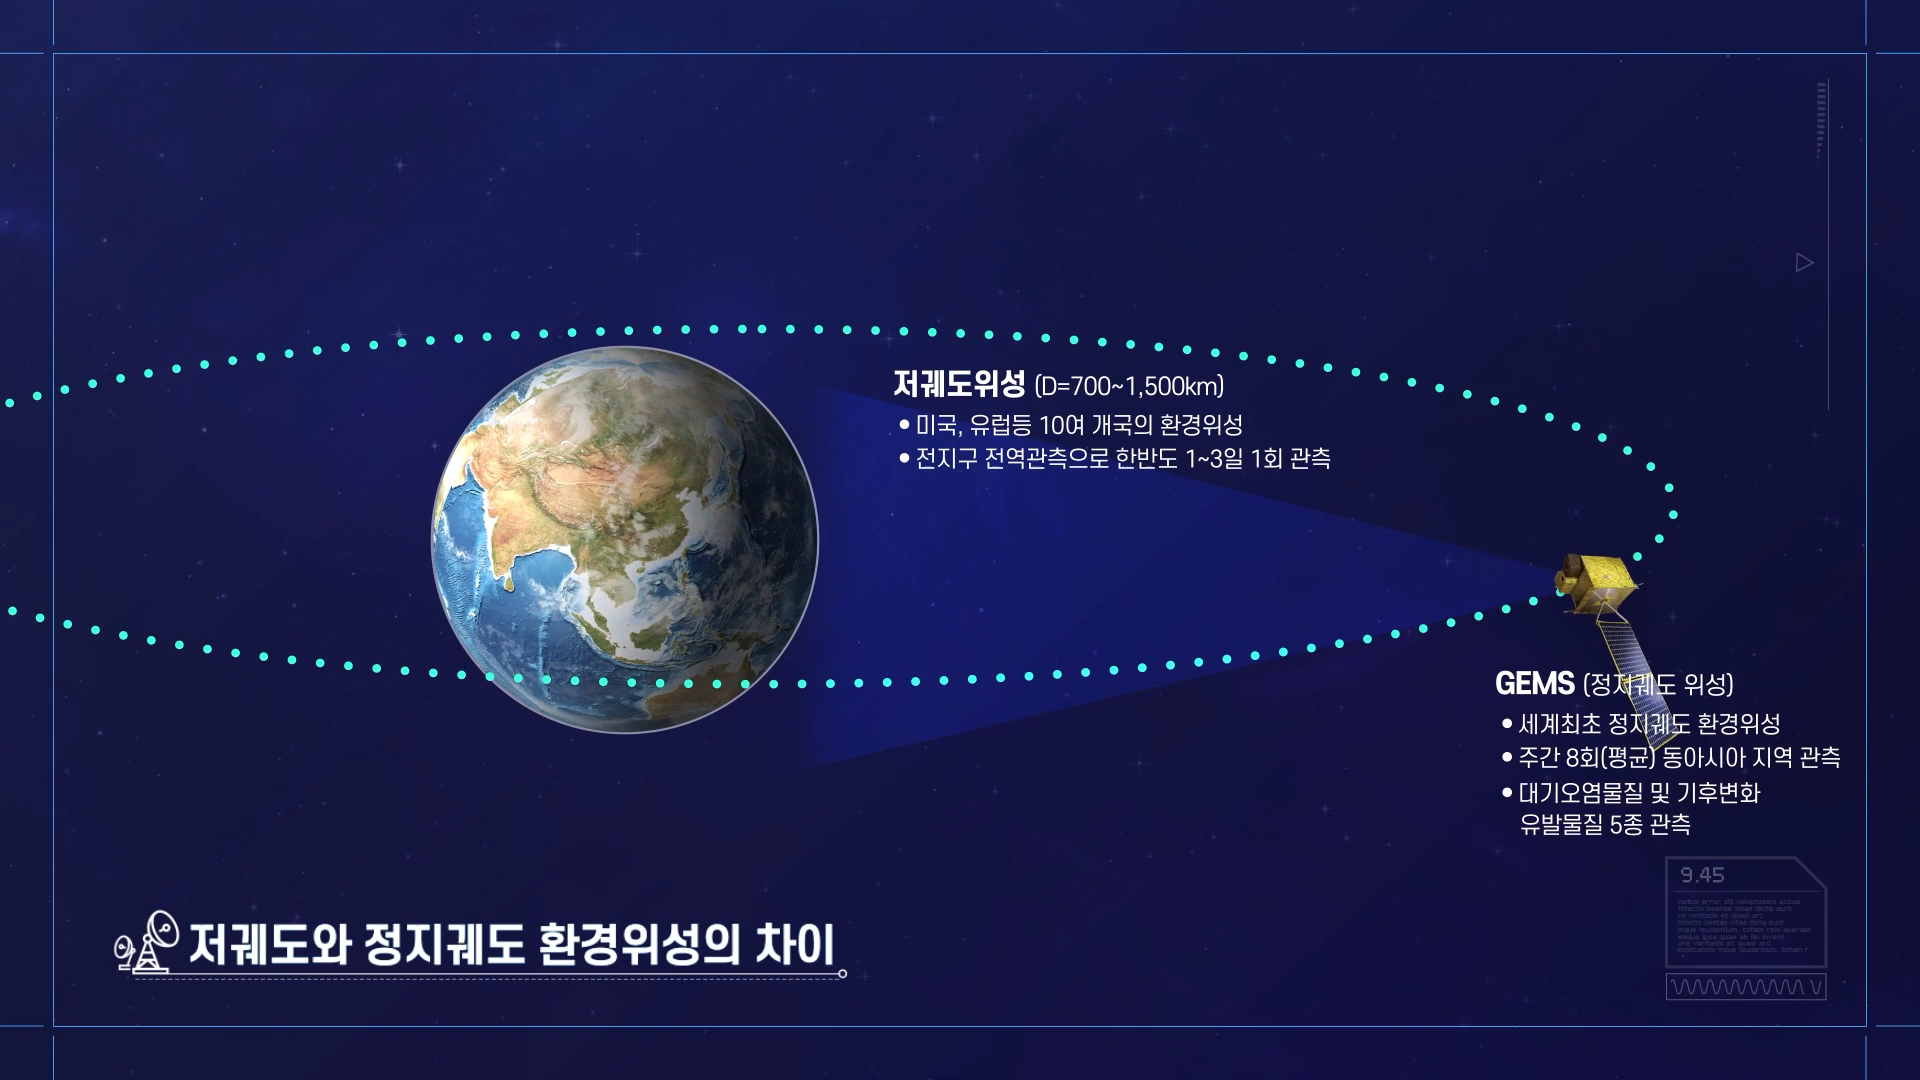 저궤도위성 (D=700~1,500km)
• 미국, 유럽등 10여 개국의 환경위성
• 전지구 전역관측으로 한반도 1~3일 1회 관측
GEMS (정지궤도 위성)
• 세계최초 정지궤도 환경위성
• 주간 8회(평균) 동아시아 지역 관측
• 대기오염물질 및 기후변화
유발물질 5종 관측
9.45
저궤도와 정지궤도 환경위성의 차이